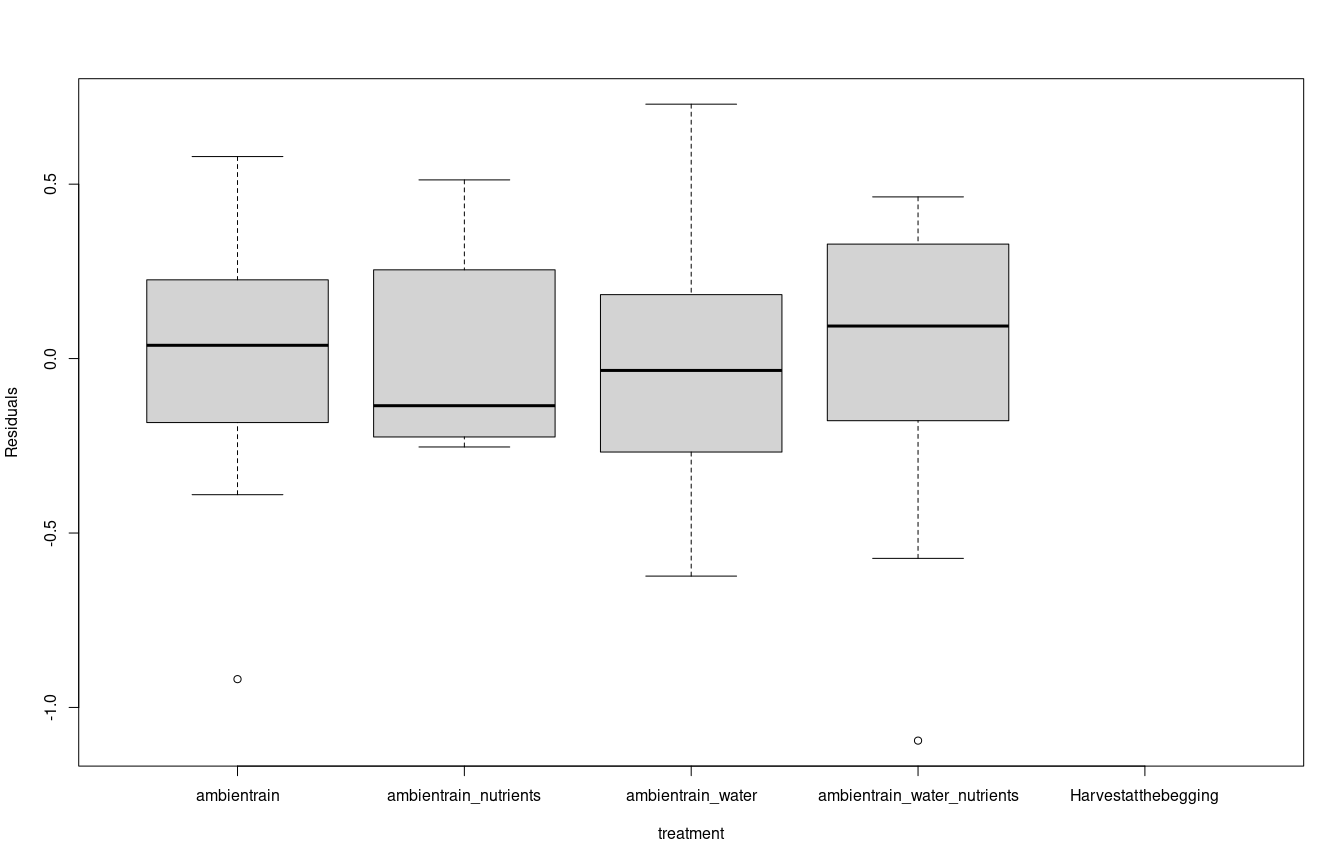 0.5
0.0
-0.5
-1.0
Residuals
ambientrain ambientrain_nutrients ambientrain_water ambientrain_water_nutrients Harvestatthebegging
treatment